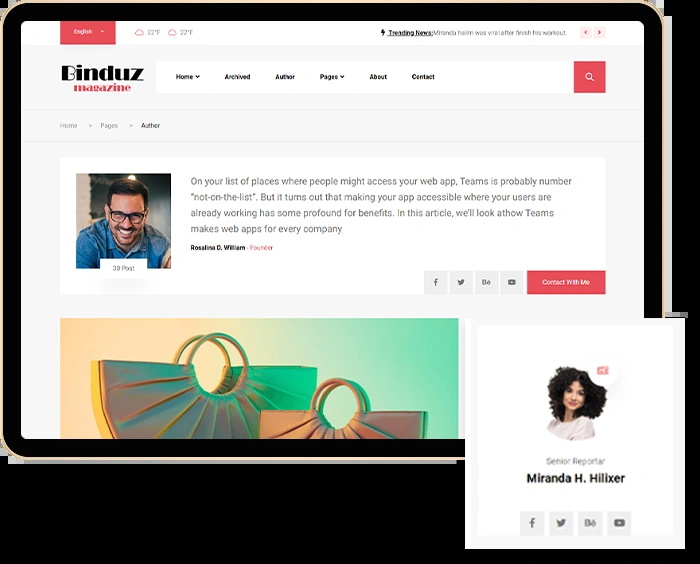 English
22°F
22°F
Trending News:Miranda halim was viral after finish his workout.
Binduz
magazine
Home
Archived
Author
Pages
About
Contact
Home > Pages > Author
On your list of places where people might access your web app, Teams is probably number
"not-on-the-list". But it turns out that making your app accessible where your users are
already working has some profound for benefits. In this article, we'll look athow Teams
makes web apps for every company
Rosalina D. William - Founder
30 Post
Bē
Contact With Me
Senior Reportar
Miranda H. Hilixer
Bē